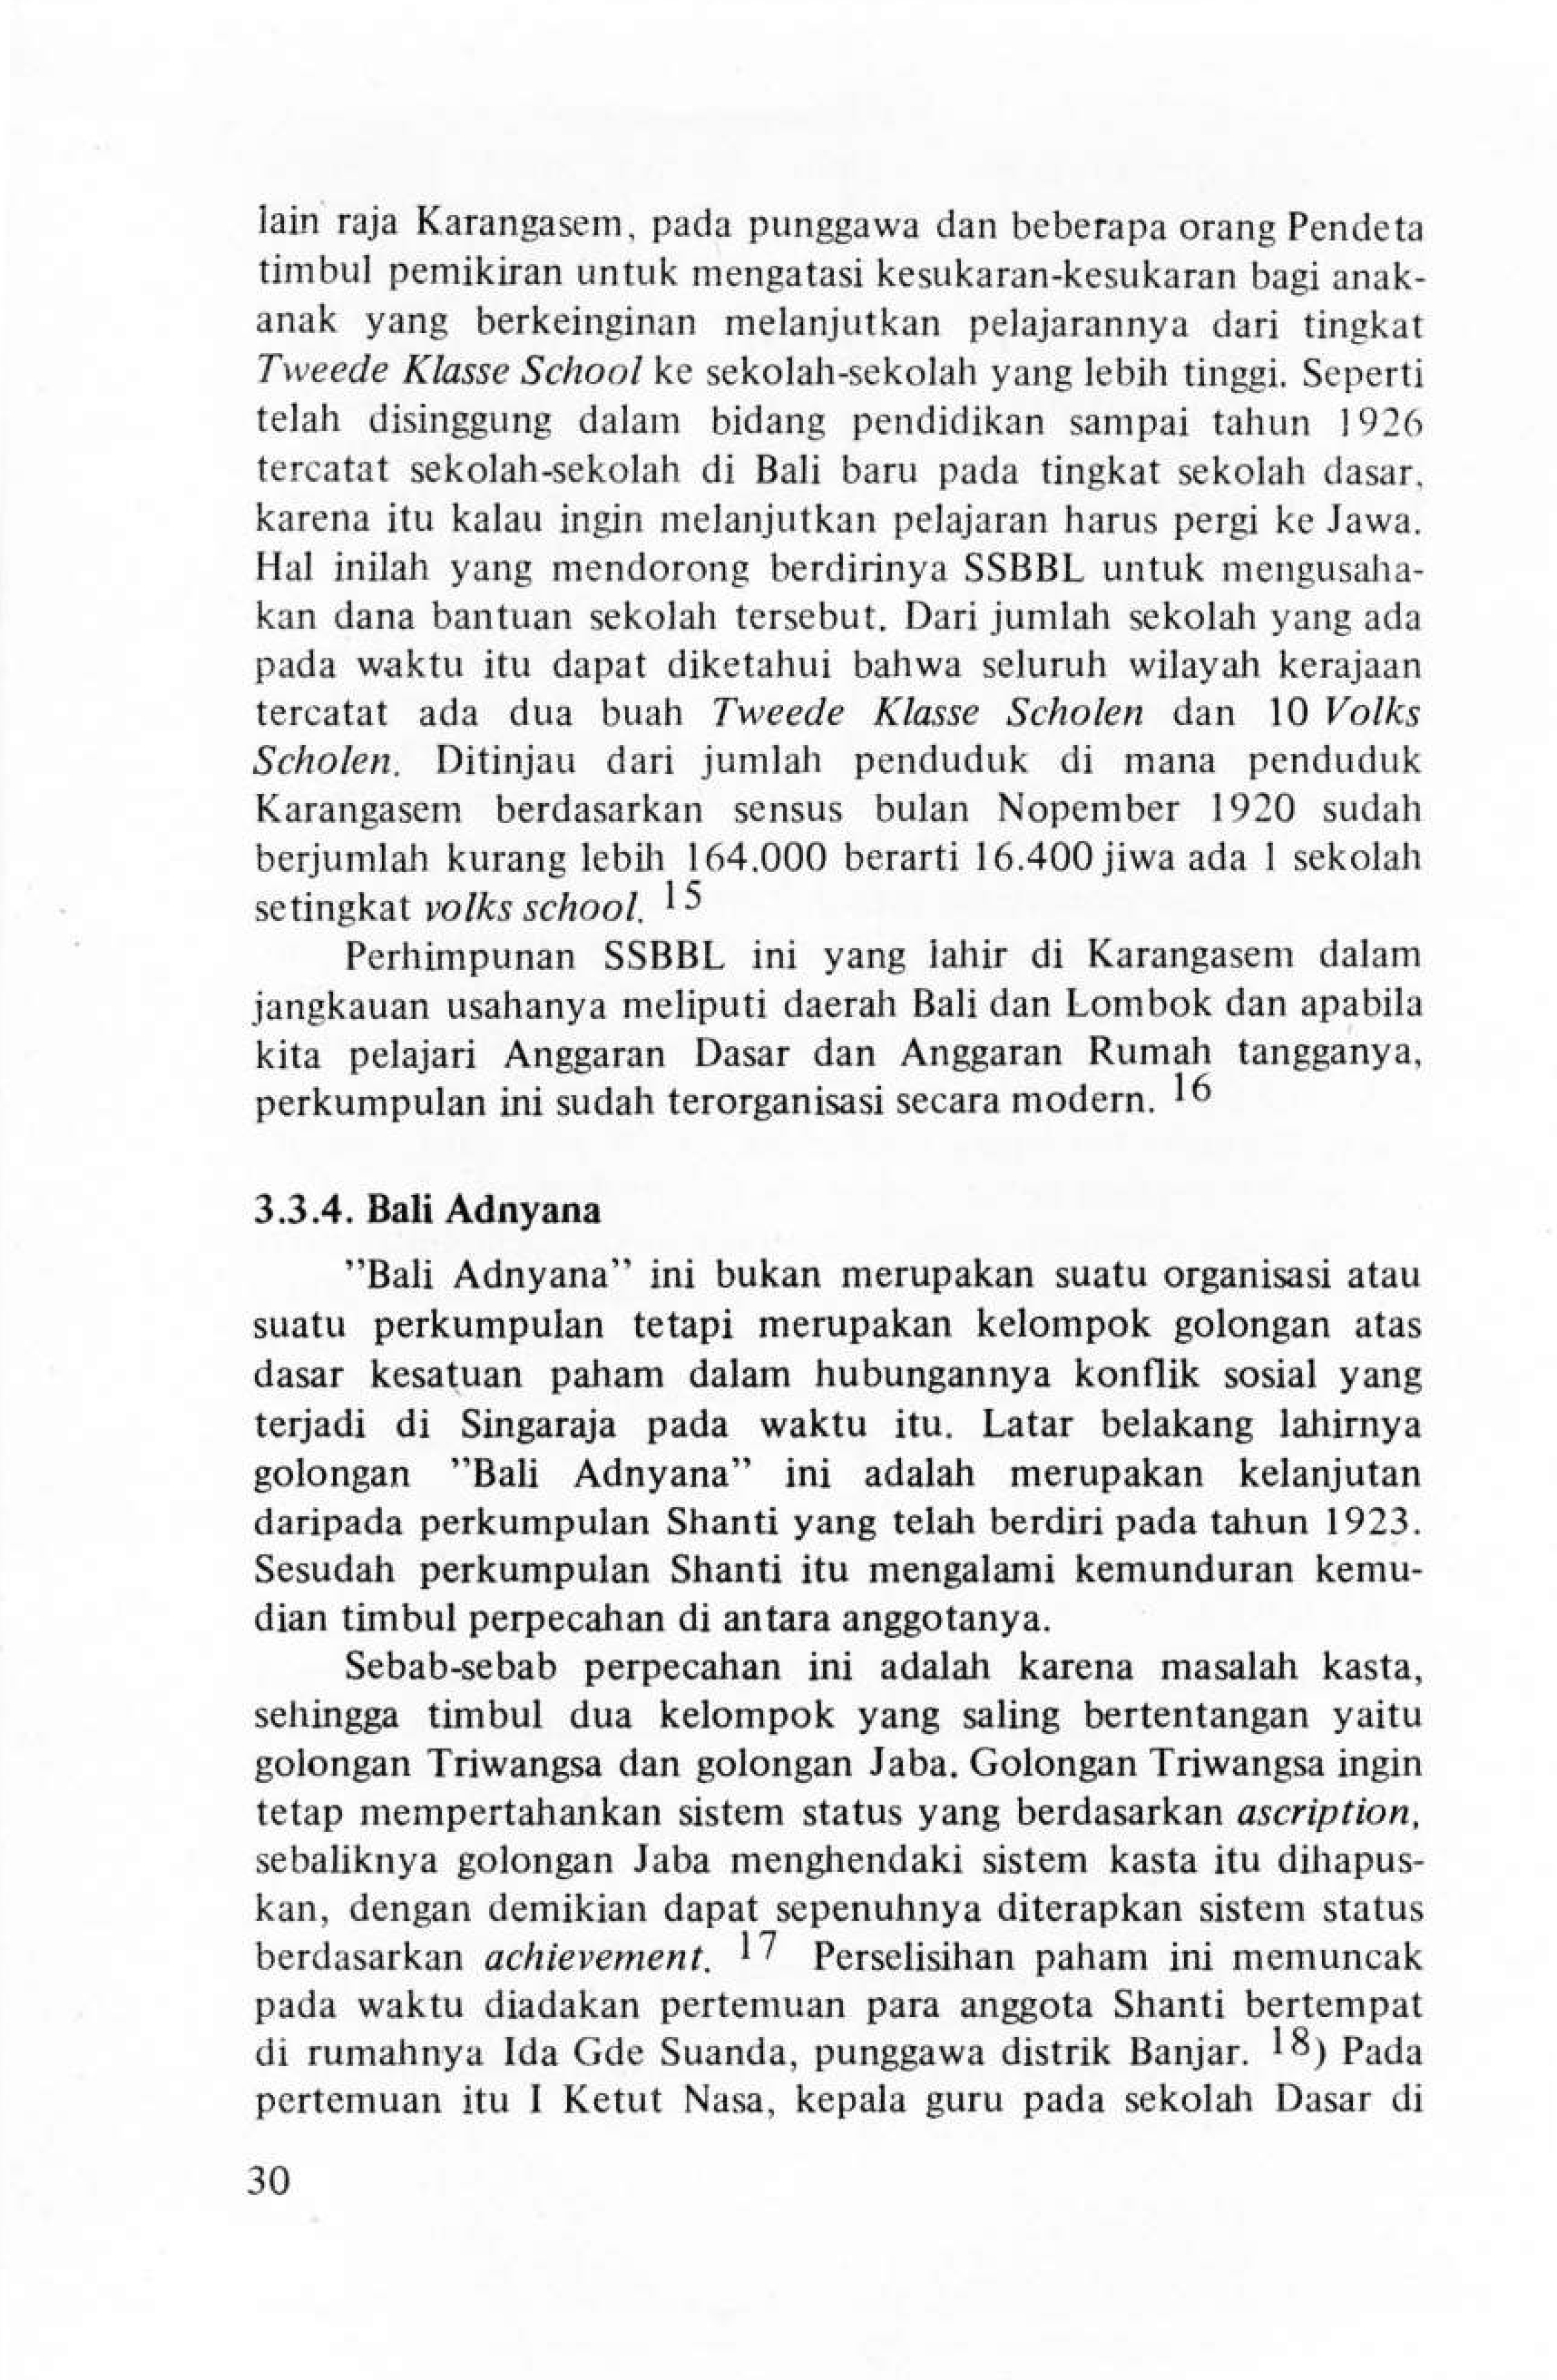 lain raja Karangasem, pada punggawa dan beberapa orang Pendeta
timbul pemikiran untuk mengatasi kesukaran-kesukaran bagi anak-
anak yang berkeinginan melanjutkan pelajarannya dari tingkat
Tweede Klasse School ke sekolah-sekolah yang lebih tinggi. Seperti
telah disinggung dalam bidang pendidikan sampai tahun 1926
tercatat sekolah-sekolah di Bali baru pada tingkat sekolah dasar,
karena itu kalau ingin melanjutkan pelajaran harus pergi ke Jawa.
Hal inilah yang mendorong berdirinya SSBBL untuk mengusaha-
kan dana bantuan sekolah tersebut. Dari jumlah sekolah yang ada
pada waktu itu dapat diketahui bahwa seluruh wilayah kerajaan
tercatat ada dua buah Tweede Klasse Scholen dan 10 Volks
Scholen. Ditinjau dari jumlah penduduk di mana penduduk
Karangasem berdasarkan sensus bulan Nopember 1920 sudah
berjumlah kurang lebih 164.000 berarti 16.400 jiwa ada 1 sekolah
setingkat volks school. 15
Perhimpunan SSBBL ini yang lahir di Karangasem dalam
jangkauan usahanya meliputi daerah Bali dan Lombok dan apabila
kita pelajari Anggaran Dasar dan Anggaran Rumah tangganya,
perkumpulan ini sudah terorganisasi secara modern. 16
3.3.4. Bali Adnyana
”Bali Adnyana” ini bukan merupakan suatu organisasi atau
suatu perkumpulan tetapi merupakan kelompok golongan atas
dasar kesatuan paham dalam hubungannya konflik sosial yang
terjadi di Singaraja pada waktu itu. Latar belakang lahirnya
golongan ”Bali Adnyana” ini adalah merupakan kelanjutan
daripada perkumpulan Shanti yang telah berdiri pada tahun 1923.
Sesudah perkumpulan Shanti itu mengalami kemunduran kemu-
dian timbul perpecahan di antara anggotanya.
Sebab-sebab perpecahan ini adalah karena masalah kasta,
sehingga timbul dua kelompok yang saling bertentangan yaitu
golongan Triwangsa dan golongan Jaba. Golongan Triwangsa ingin
tetap mempertahankan sistem status yang berdasarkan ascription,
sebaliknya golongan Jaba menghendaki sistem kasta itu dihapus-
kan, dengan demikian dapat sepenuhnya diterapkan sistem status
berdasarkan achievement. 17 Perselisihan paham ini memuncak
pada waktu diadakan pertemuan para anggota Shanti bertempat
di rumahnya Ida Gde Suanda, punggawa distrik Banjar. 18) Pada
pertemuan itu I Ketut Nasa, kepala guru pada sekolah Dasar di
30